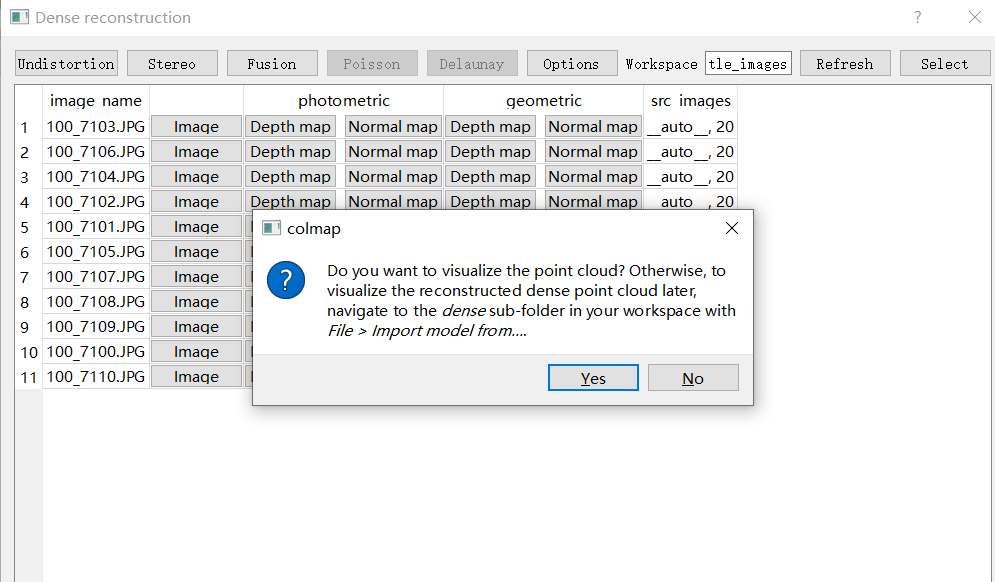 Dense reconstruction ?
Undistortion Stereo Fusion Poisson Delaunay Options Workspace tle_images Refresh Select
image name photometric geometric src images
1 100_7103.JPG Image Depth map Normal map Depth map Normal map __auto__, 20
2 100_7106.JPG Image Depth map Normal map Depth map Normal map __auto__, 20
3 100_7104.JPG Image Depth map Normal map Depth map Normal map __auto__, 20
4 100_7102.JPG Image Depth map Normal map Depth map Normal map __auto__, 20
5 100_7101.JPG Image
6 100_7105.JPG Image
7 100_7107.JPG Image
8 100_7108.JPG Image
9 100_7109.JPG Image
10 100_7100.JPG Image
11 100_7110.JPG Image
colmap
?
Do you want to visualize the point cloud? Otherwise, to
visualize the reconstructed dense point cloud later,
navigate to the dense sub-folder in your workspace with
File > Import model from....
Yes No